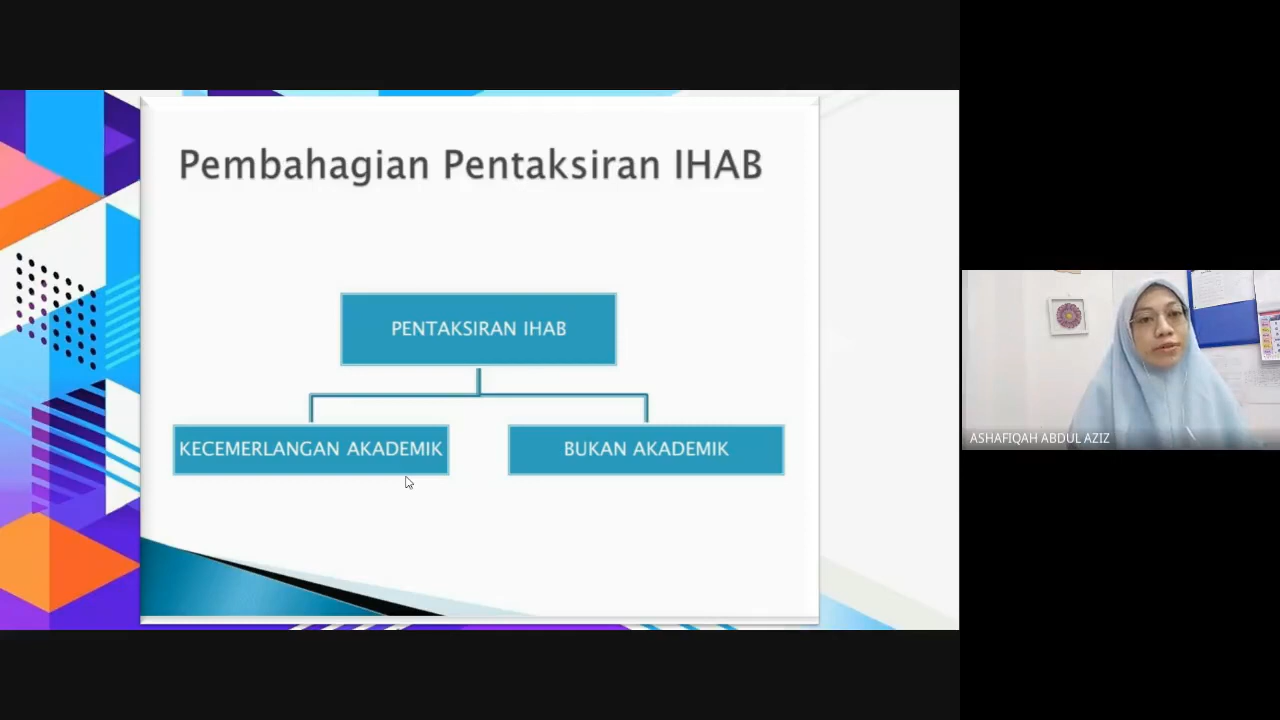 Pembahagian Pentaksiran IHAB
PENTAKSIRAN IHAB
KECEMERLANGAN AKADEMIK
BUKAN AKADEMIK
ASHAFIQAH ABDUL AZIZ